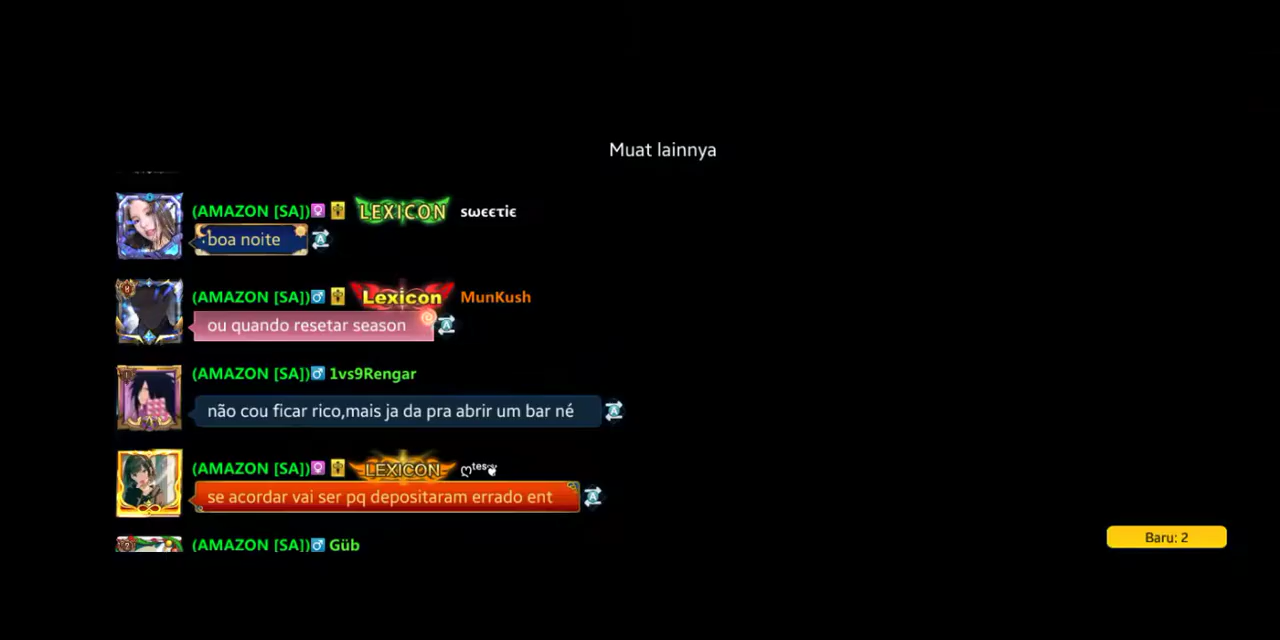 Muat lainnya
(AMAZON [SA]) LEXICON sωєєτiє
boa noite
(AMAZON [SA]) Lexicon MunKush
ou quando resetar season
(AMAZON [SA]) 1vs9Rengar
não cou ficar rico,mais ja da pra abrir um bar né
(AMAZON [SA]) LEXICON ღᵗᵉˢ❦
se acordar vai ser pq depositaram errado ent
(AMAZON [SA]) Güb
Baru: 2